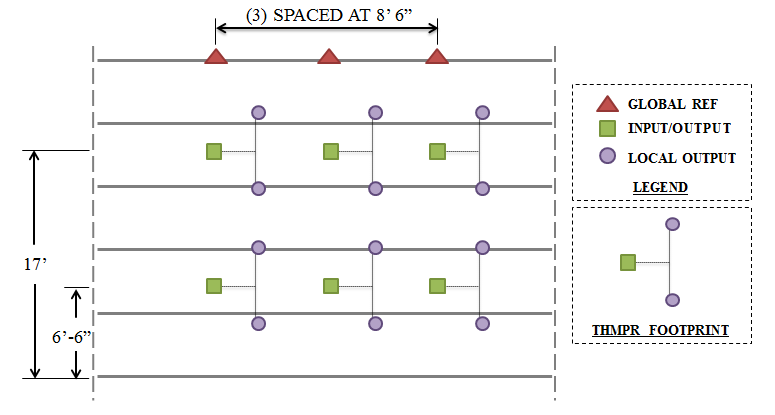 (3) SPACED AT 8' 6”
GLOBAL REF
INPUT/OUTPUT
LOCAL OUTPUT
LEGEND
17’
6’-6”
THMPR FOOTPRINT